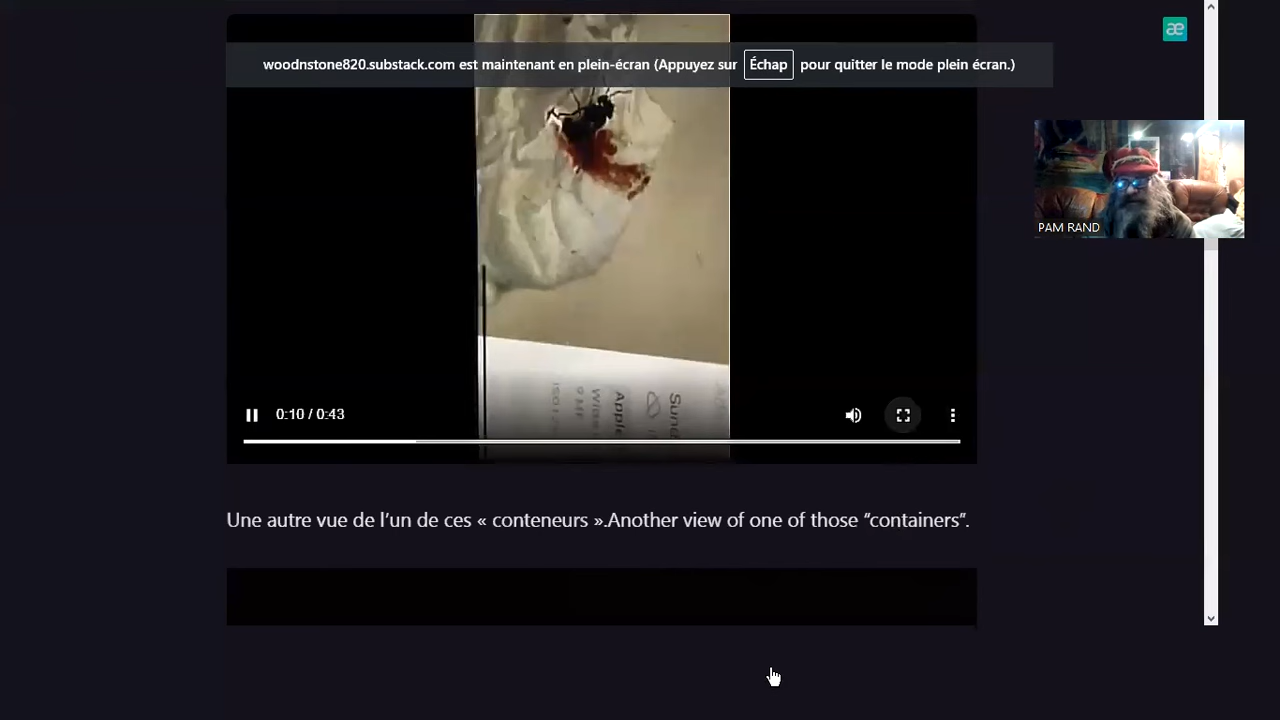 woodnstone820.substack.com est maintenant en plein-écran (Appuyez sur Échap pour quitter le mode plein écran.)
æ
PAM RAND
Sund
Apple
0:10 / 0:43
Une autre vue de l'un de ces « conteneurs ».Another view of one of those “containers”.